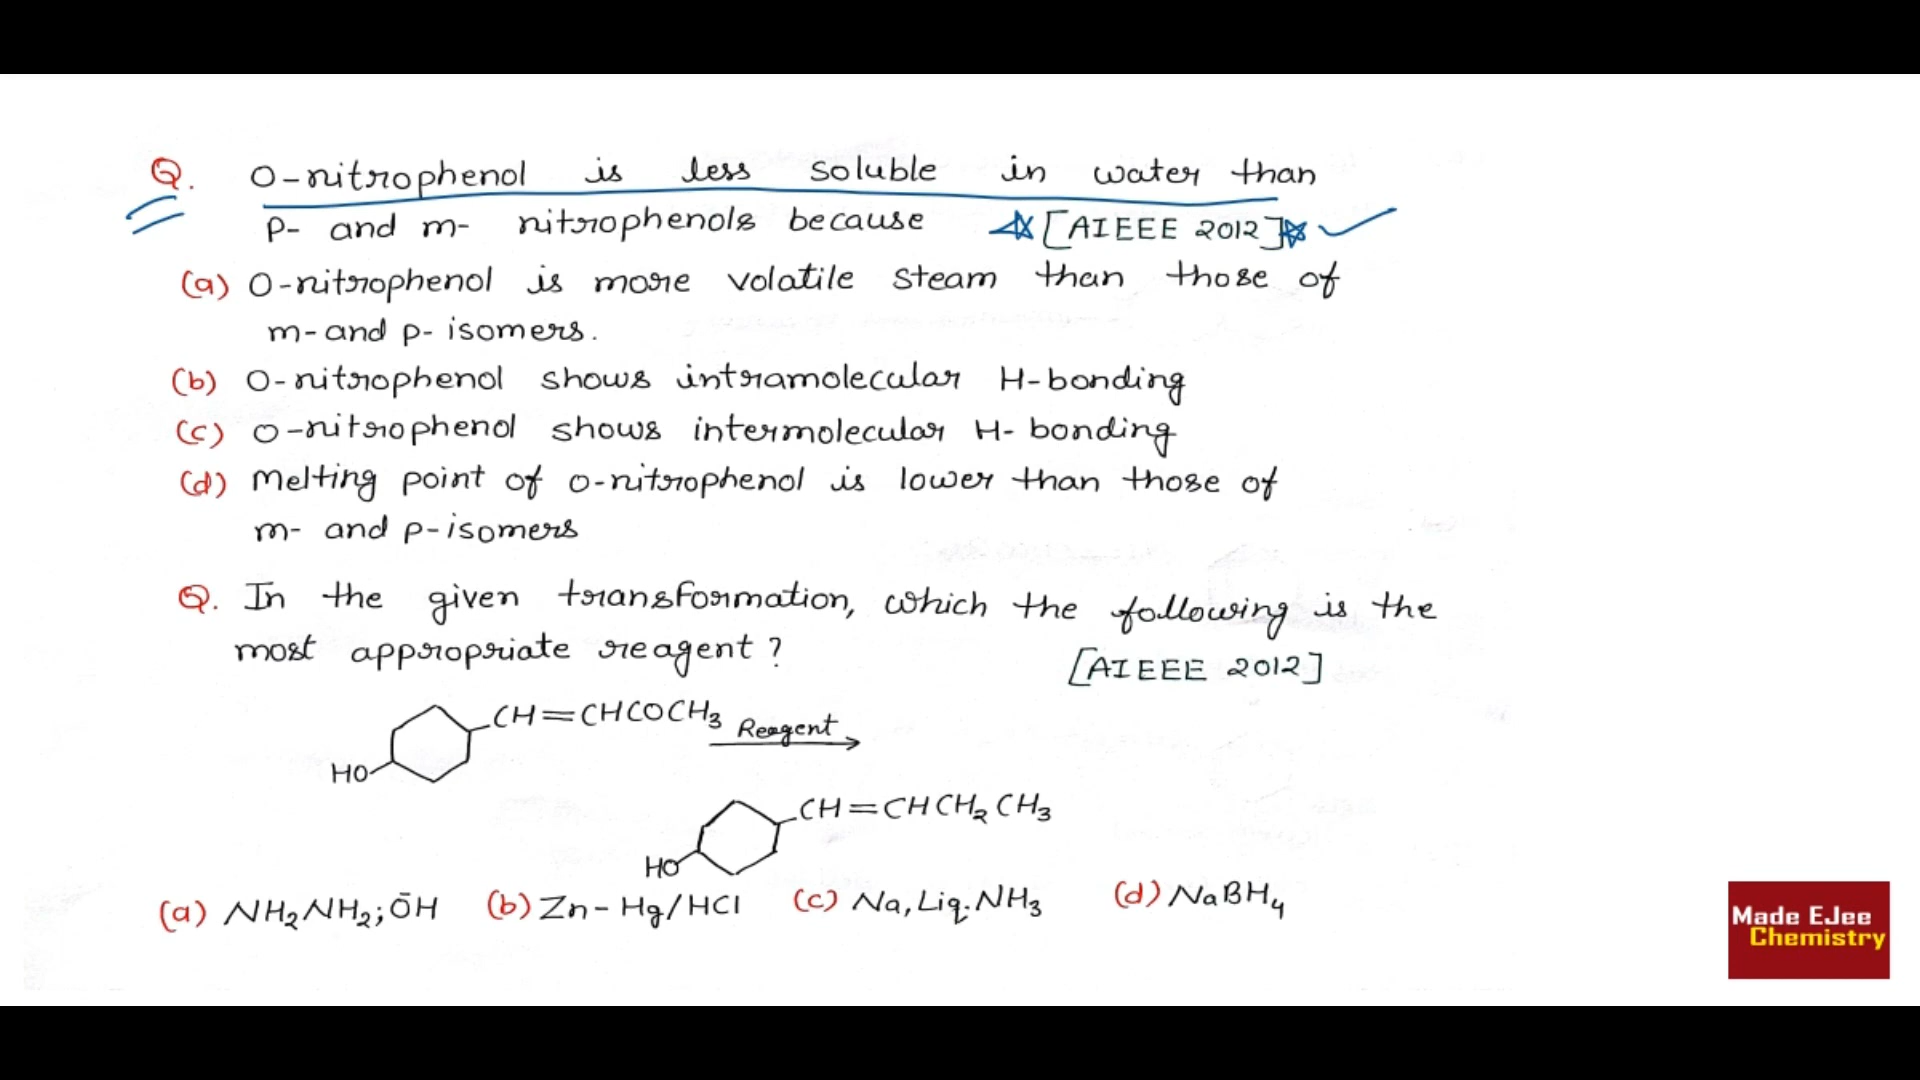 Q. O-nitrophenol is less soluble in water than
p- and m- nitrophenols because [AIEEE 2012]
(a) O-nitrophenol is more volatile steam than those of
m- and p- isomers.
(b) O-nitrophenol shows intramolecular H-bonding
(c) O-nitrophenol shows intermolecular H-bonding
(d) Melting point of o-nitrophenol is lower than those of
m- and p-isomers
Q. In the given transformation, which the following is the
most appropriate reagent?
[AIEEE 2012]
CH=CHCOCH₃ Reagent
HO
CH=CHCH₂CH₃
HO
(a) NH₂NH₂; ŌH (b) Zn-Hg/HCl (c) Na, Liq. NH₃ (d) NaBH₄
Made EJee
Chemistry